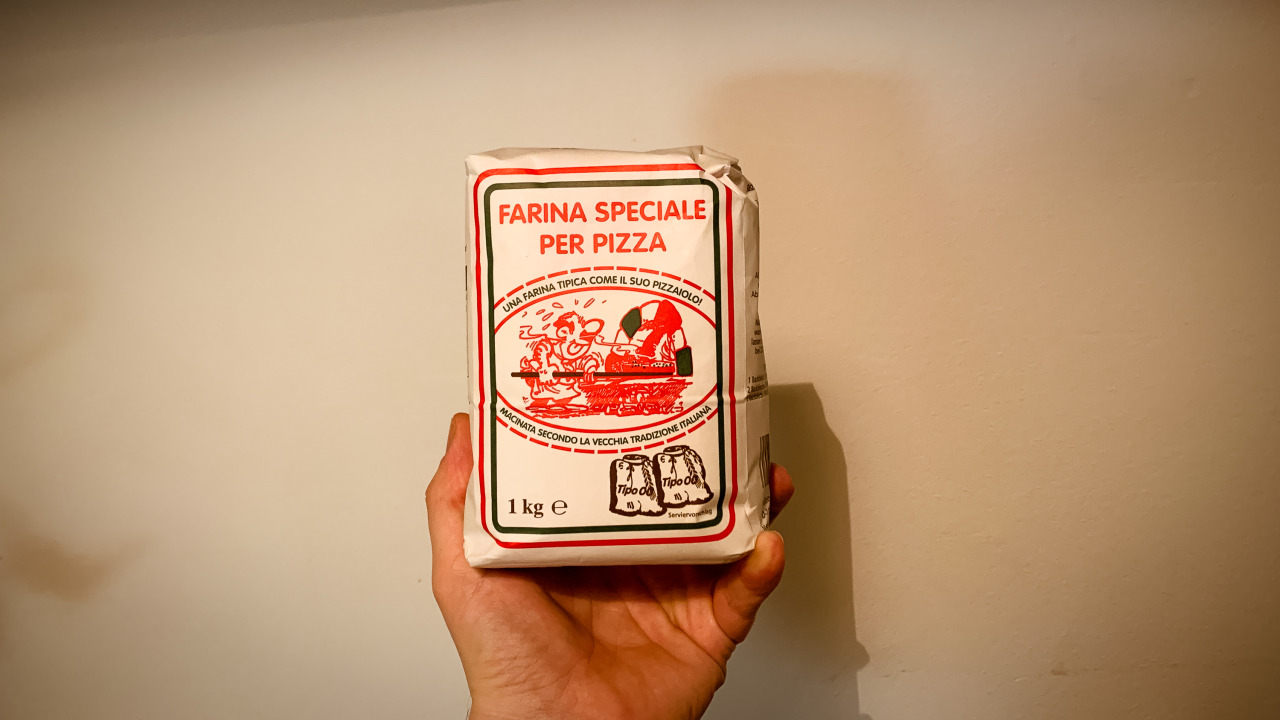 FARINA SPECIALE
PER PIZZA
UNA FARINA TIPICA COME IL SUO PIZZAIOLO!
MACINATA SECONDO LA VECCHIA TRADIZIONE ITALIANA
Tipo 00
Tipo 00
1 kg ℮
Serviervorschlag